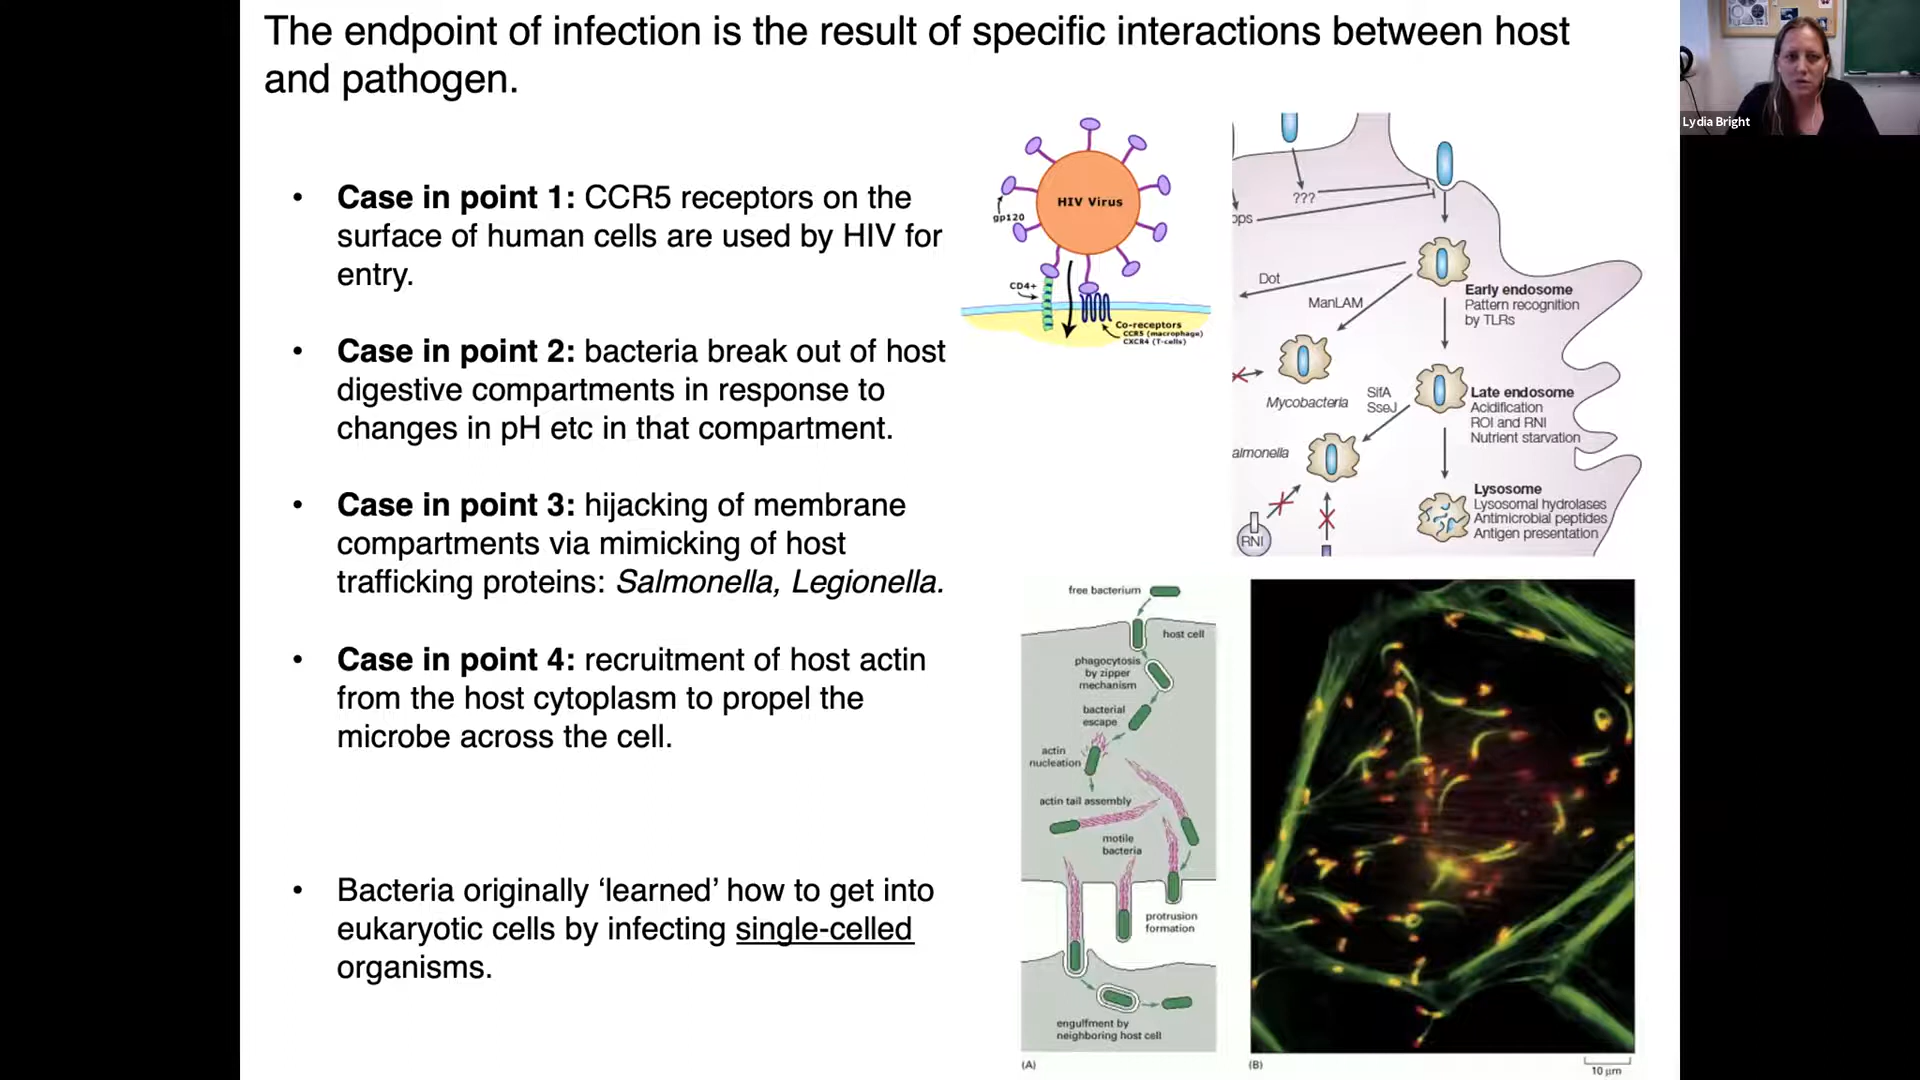 The endpoint of infection is the result of specific interactions between host
and pathogen.
• Case in point 1: CCR5 receptors on the
surface of human cells are used by HIV for
entry.
• Case in point 2: bacteria break out of host
digestive compartments in response to
changes in pH etc in that compartment.
• Case in point 3: hijacking of membrane
compartments via mimicking of host
trafficking proteins: Salmonella, Legionella.
• Case in point 4: recruitment of host actin
from the host cytoplasm to propel the
microbe across the cell.
• Bacteria originally ‘learned’ how to get into
eukaryotic cells by infecting single-celled
organisms.
HIV Virus
gp120
CD4+
Co-receptors
CCR5 (macrophage)
CXCR4 (T-cells)
???
ops
Dot
ManLAM
Early endosome
Pattern recognition
by TLRs
Mycobacteria
SifA
SseJ
Late endosome
Acidification
ROI and RNI
Nutrient starvation
almonella
Lysosome
Lysosomal hydrolases
Antimicrobial peptides
Antigen presentation
RNI
free bacterium
host cell
phagocytosis
by zipper
mechanism
bacterial
escape
actin
nucleation
actin tail assembly
motile
bacteria
protrusion
formation
engulfment by
neighboring host cell
(A)
(B)
10 μm
Lydia Bright